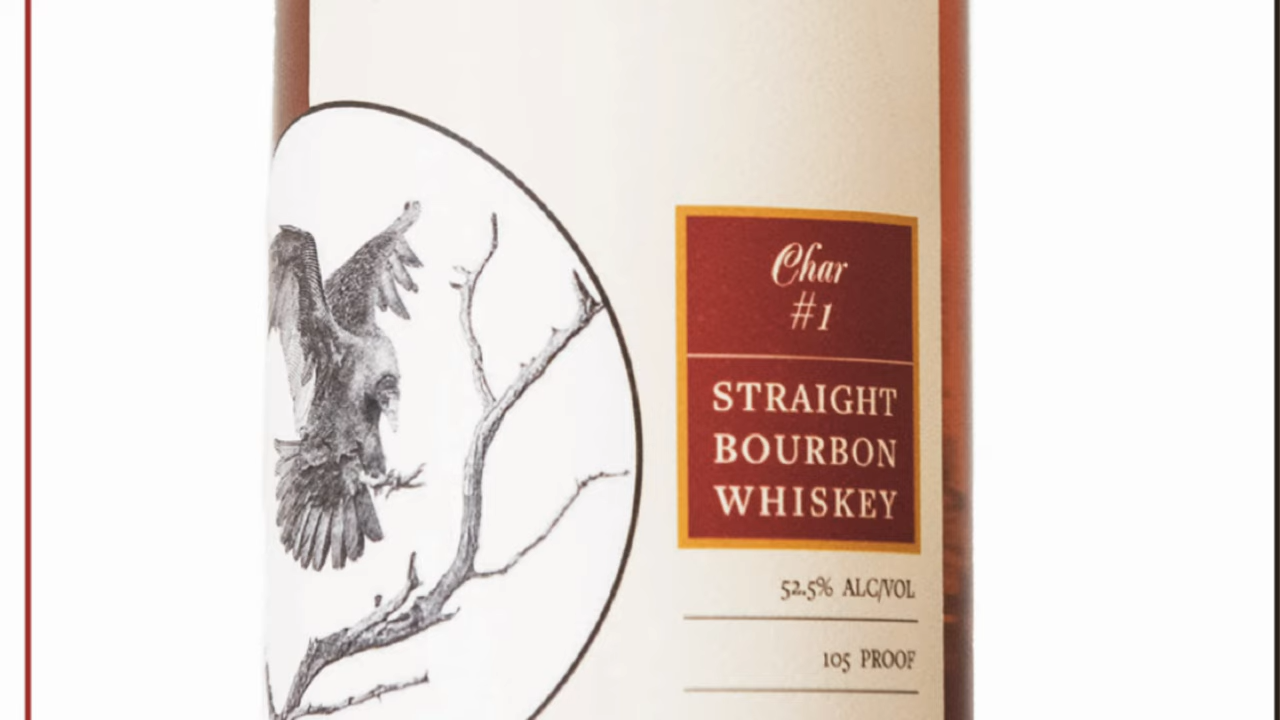 Char
#1
STRAIGHT
BOURBON
WHISKEY
52.5% ALC/VOL
105 PROOF